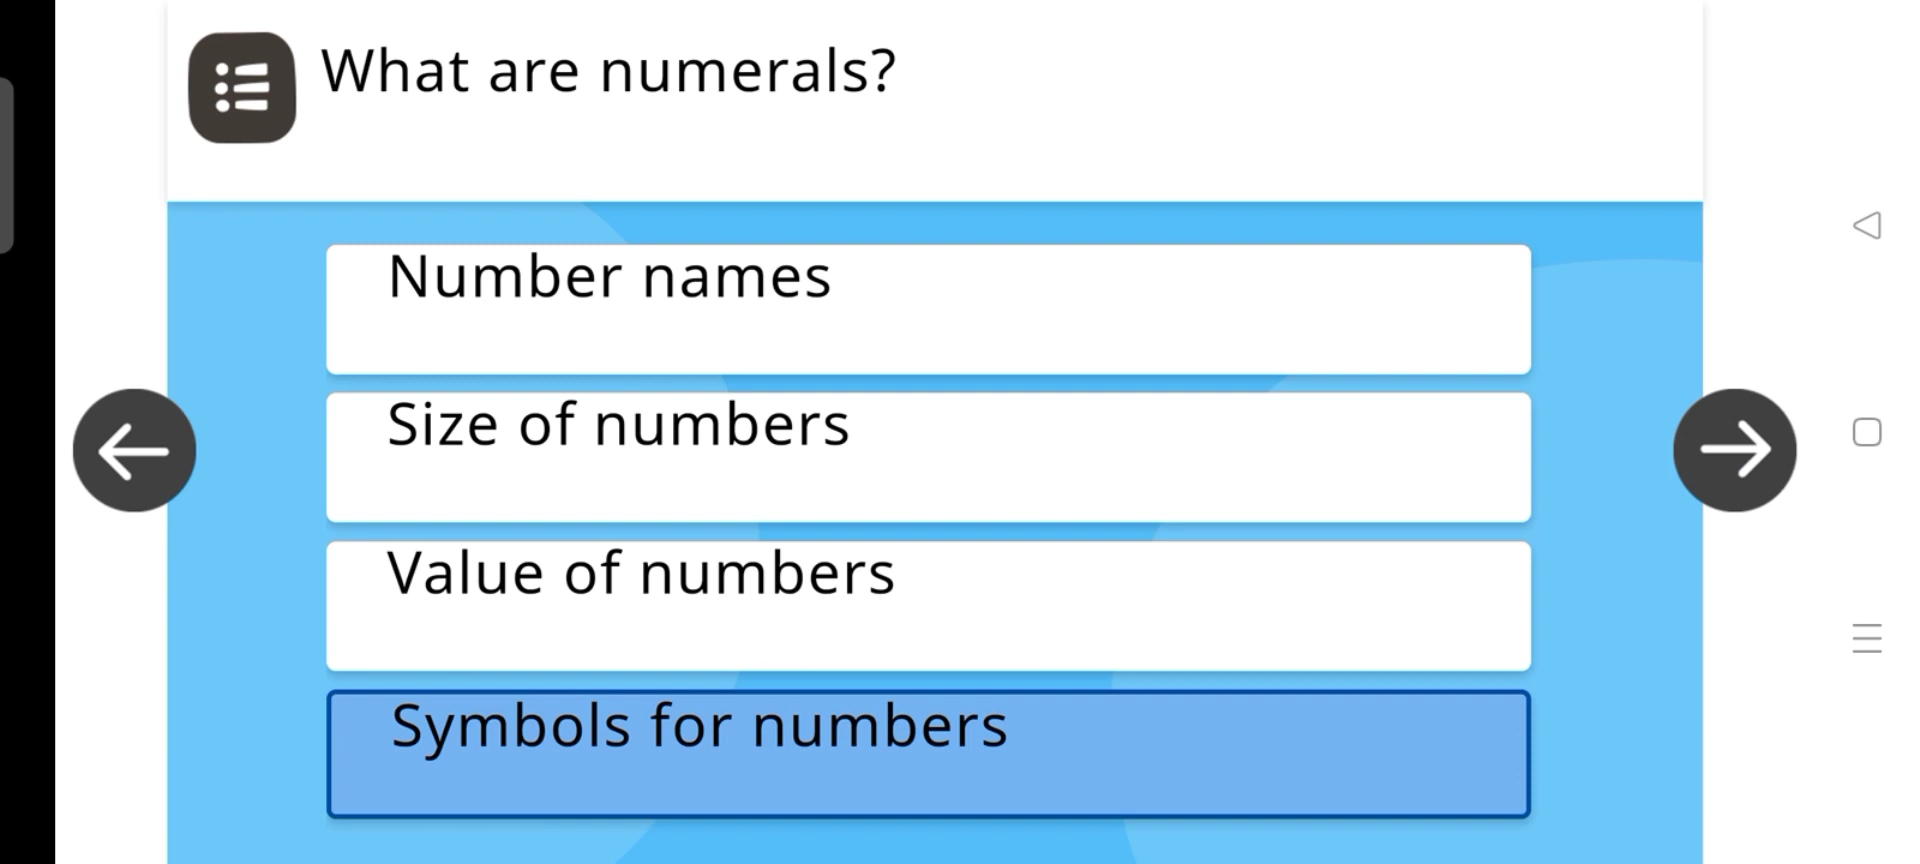 What are numerals?
Number names
Size of numbers
Value of numbers
Symbols for numbers